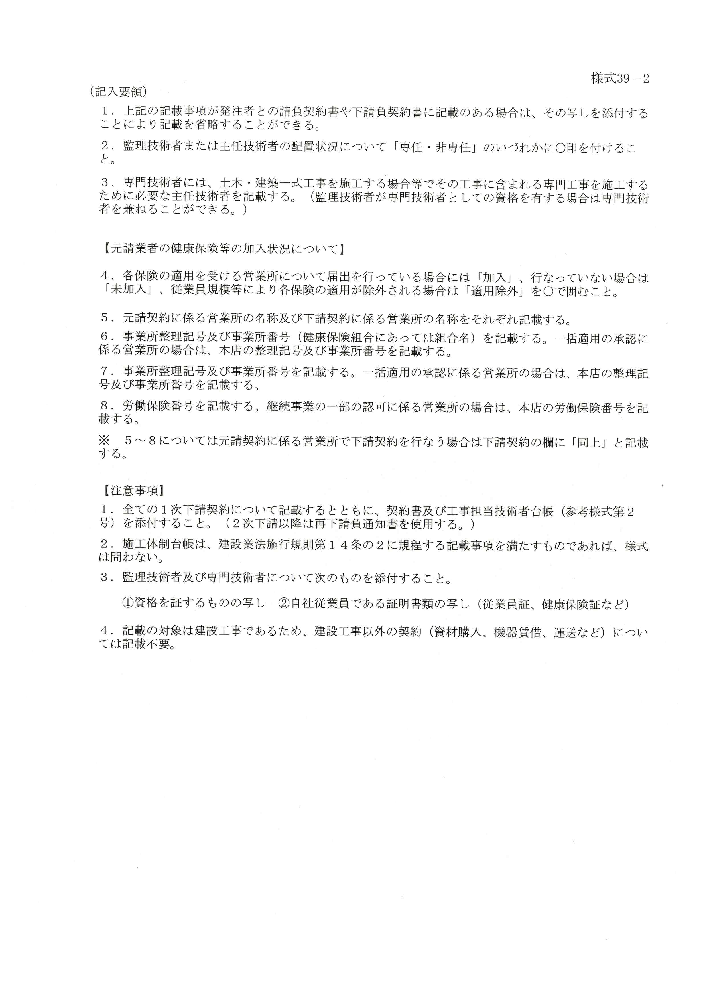 様式39－2
（記入要領）
１．上記の記載事項が発注者との請負契約書や下請負契約書に記載のある場合は、その写しを添付する
ことにより記載を省略することができる。
２．監理技術者または主任技術者の配置状況について「専任・非専任」のいづれかに〇印を付けるこ
と。
３．専門技術者には、土木・建築一式工事を施工する場合等でその工事に含まれる専門工事を施工する
ために必要な主任技術者を記載する。（監理技術者が専門技術者としての資格を有する場合は専門技術
者を兼ねることができる。）
【元請業者の健康保険等の加入状況について】
４．各保険の適用を受ける営業所について届出を行っている場合には「加入」、行なっていない場合は
「未加入」、従業員規模等により各保険の適用が除外される場合は「適用除外」を〇で囲むこと。
５．元請契約に係る営業所の名称及び下請契約に係る営業所の名称をそれぞれ記載する。
６．事業所整理記号及び事業所番号（健康保険組合にあっては組合名）を記載する。一括適用の承認に
係る営業所の場合は、本店の整理記号及び事業所番号を記載する。
７．事業所整理記号及び事業所番号を記載する。一括適用の承認に係る営業所の場合は、本店の整理記
号及び事業所番号を記載する。
８．労働保険番号を記載する。継続事業の一部の認可に係る営業所の場合は、本店の労働保険番号を記
載する。
※　５～８については元請契約に係る営業所で下請契約を行なう場合は下請契約の欄に「同上」と記載
する。
【注意事項】
１．全ての１次下請契約について記載するとともに、契約書及び工事担当技術者台帳（参考様式第２
号）を添付すること。（２次下請以降は再下請負通知書を使用する。）
２．施工体制台帳は、建設業法施行規則第１４条の２に規程する記載事項を満たすものであれば、様式
は問わない。
３．監理技術者及び専門技術者について次のものを添付すること。
①資格を証するものの写し　②自社従業員である証明書類の写し（従業員証、健康保険証など）
４．記載の対象は建設工事であるため、建設工事以外の契約（資材購入、機器賃借、運送など）につい
ては記載不要。